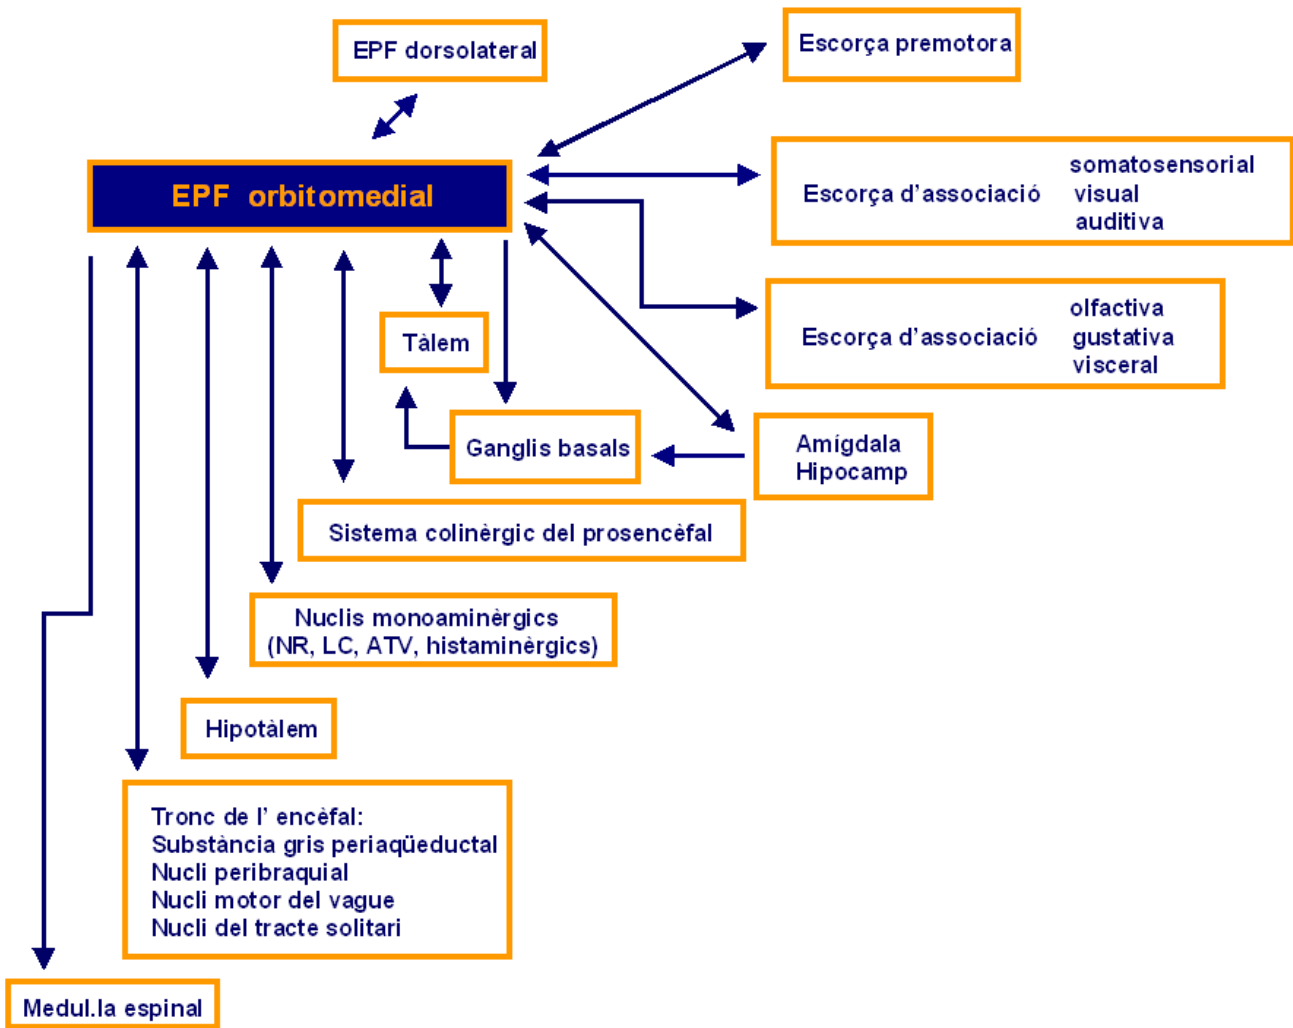 EPF dorsolateral
Escorça premotora
EPF orbitomedial
Escorça d'associació
somatosensorial
visual
auditiva
Escorça d'associació
olfactiva
gustativa
visceral
Tàlem
Ganglis basals
Amígdala
Hipocamp
Sistema colinèrgic del prosencèfal
Nuclis monoaminèrgics
(NR, LC, ATV, histaminèrgics)
Hipotàlem
Tronc de l' encèfal:
Substància gris periaqüeductal
Nucli peribraquial
Nucli motor del vague
Nucli del tracte solitari
Medul.la espinal